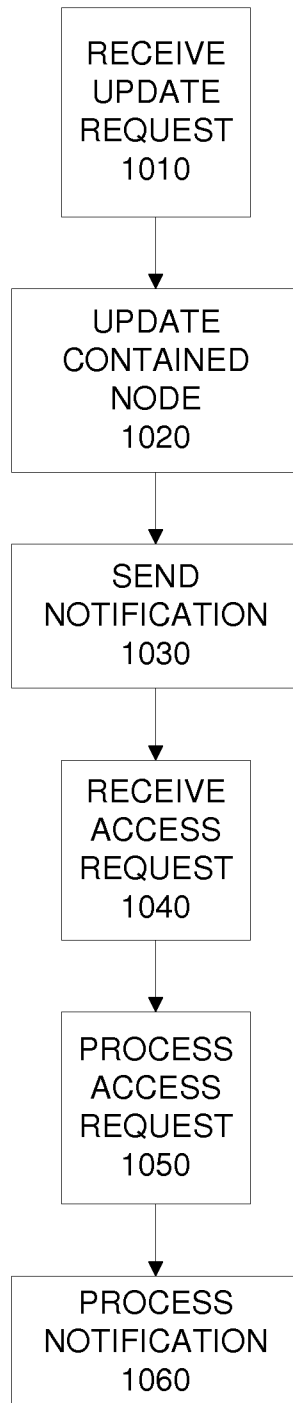 RECEIVE
UPDATE
REQUEST
1010
UPDATE
CONTAINED
NODE
1020
SEND
NOTIFICATION
1030
RECEIVE
ACCESS
REQUEST
1040
PROCESS
ACCESS
REQUEST
1050
PROCESS
NOTIFICATION
1060